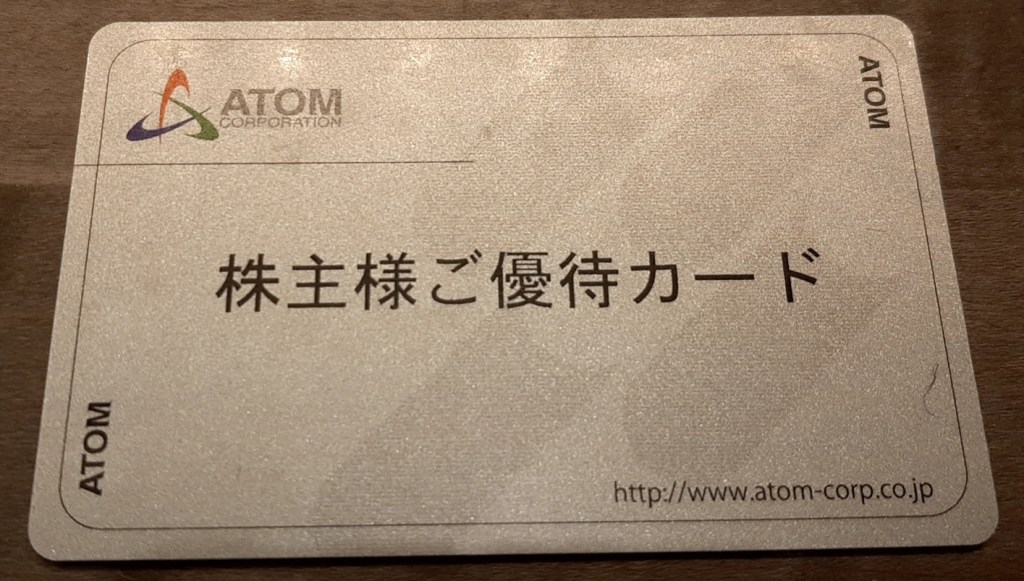 ATOM
CORPORATION
ATOM
株主様ご優待カード
ATOM
http://www.atom-corp.co.jp